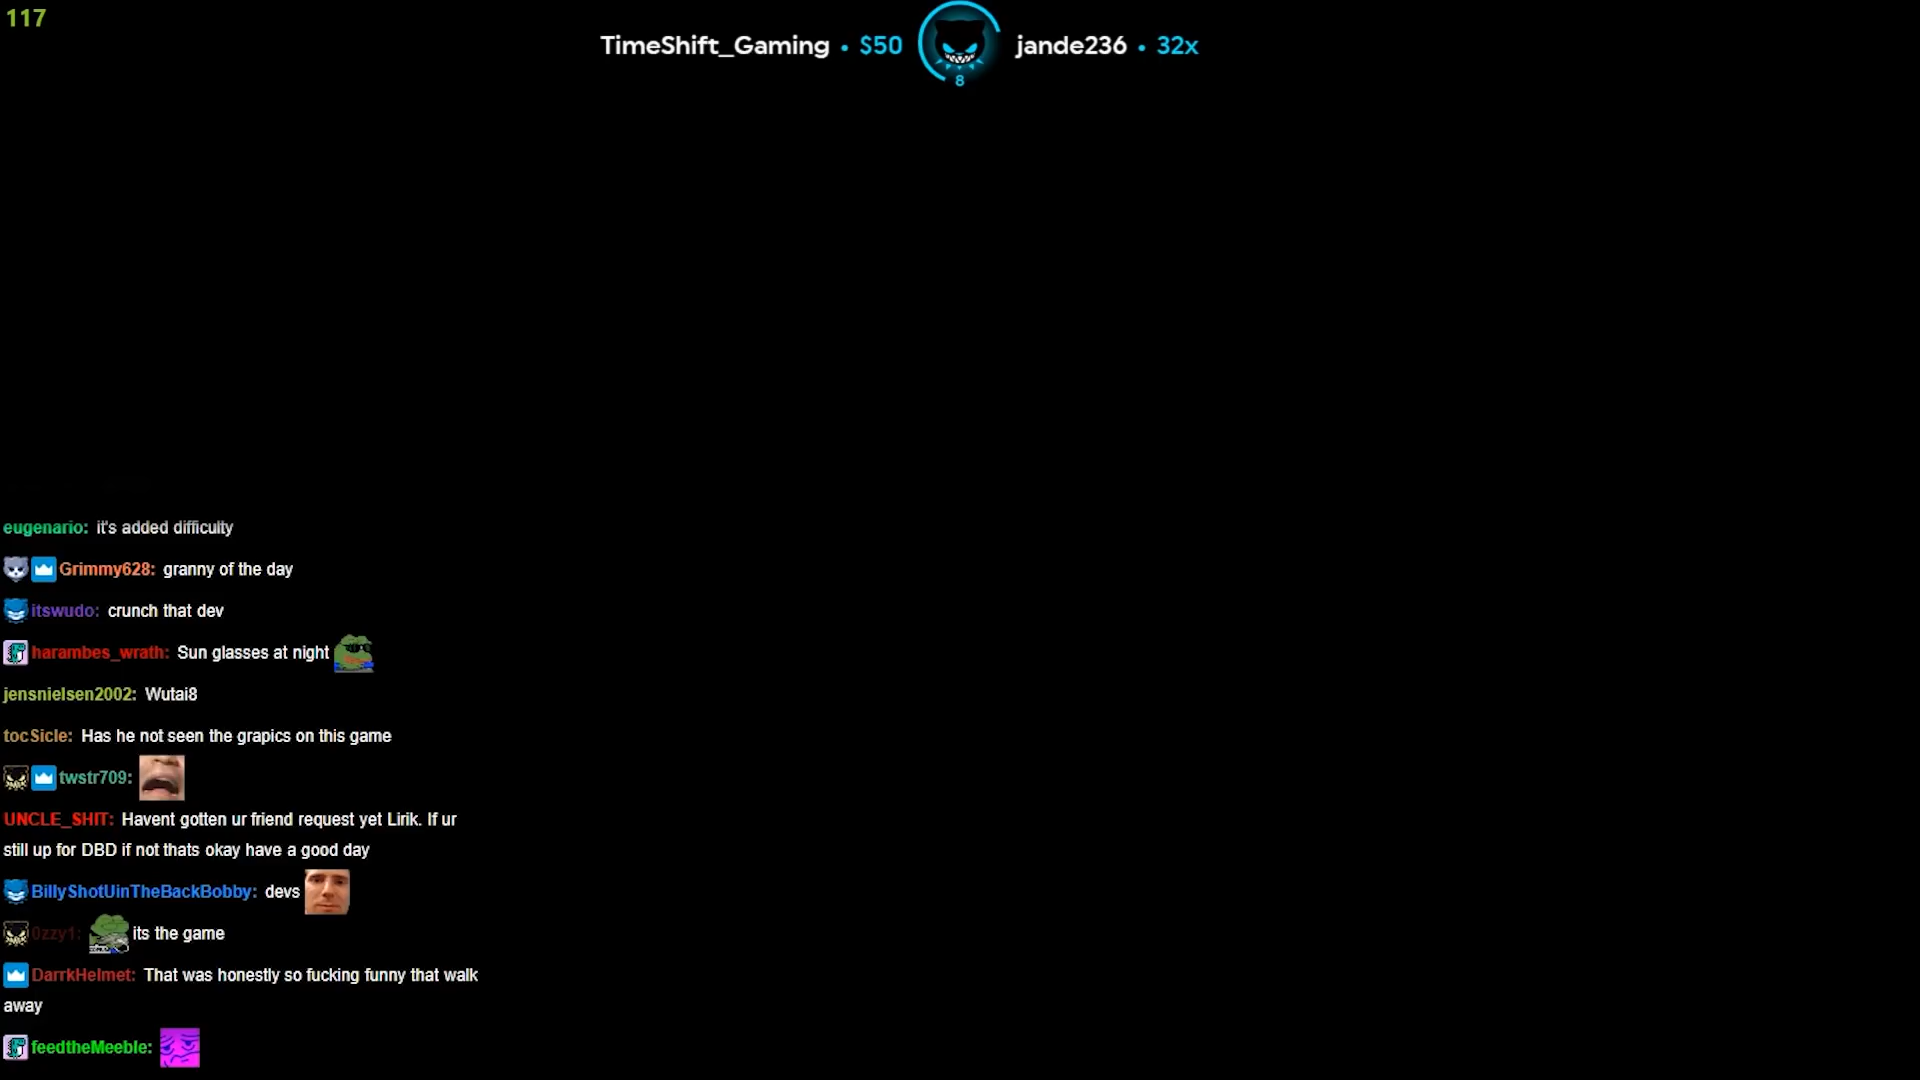 117
TimeShift_Gaming • $50
8
jande236 • 32x
eugenario: it's added difficulty
Grimmy628: granny of the day
itswudo: crunch that dev
harambes_wrath: Sun glasses at night
jensnielsen2002: Wutai8
tocSicle: Has he not seen the grapics on this game
twstr709:
UNCLE_SHIT: Havent gotten ur friend request yet Lirik. If ur
still up for DBD if not thats okay have a good day
BillyShotUinTheBackBobby: devs
0zzy1: its the game
DarrkHelmet: That was honestly so fucking funny that walk
away
feedtheMeeble: